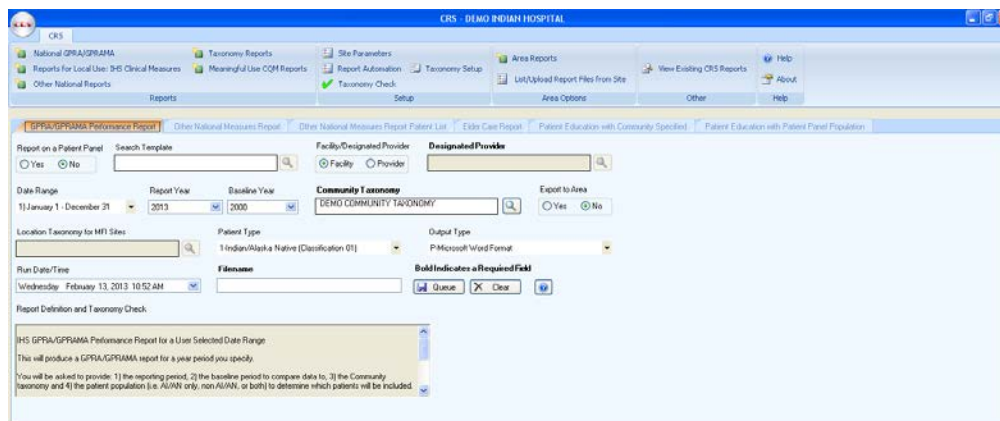 CRS - DEMO INDIAN HOSPITAL
CRS
CRS
National GPRA/GPRAMA
Reports for Local Use: IHS Clinical Measures
Other National Reports
Taxonomy Reports
Meaningful Use CQM Reports
Reports
Site Parameters
Report Automation
Taxonomy Check
Taxonomy Setup
Setup
Area Reports
List/Upload Report Files from Site
Area Options
View Existing CRS Reports
Other
Help
About
Help
GPRA/GPRAMA Performance Report
Other National Measures Report
Other National Measures Report Patient List
Elder Care Report
Patient Education with Community Specified
Patient Education with Patient Panel Population
Report on a Patient Panel
Search Template
Facility/Designated Provider
Designated Provider
Yes No
Facility Provider
Date Range
Report Year
Baseline Year
Community Taxonomy
Export to Area
1) January 1 - December 31
2013
2000
DEMO COMMUNITY TAXONOMY
Yes No
Location Taxonomy for MFI Sites
Patient Type
Output Type
1-Indian/Alaska Native (Classification 01)
P-Microsoft Word Format
Run Date/Time
Filename
Bold Indicates a Required Field
Wednesday February 13, 2013 10:52 AM
Queue
Clear
Report Definition and Taxonomy Check
IHS GPRA/GPRAMA Performance Report for a User Selected Date Range
This will produce a GPRA/GPRAMA report for a year period you specify.
You will be asked to provide: 1) the reporting period, 2) the baseline period to compare data to, 3) the Community
taxonomy and 4) the patient population (i.e. AI/AN only, non AI/AN, or both) to determine which patients will be included.